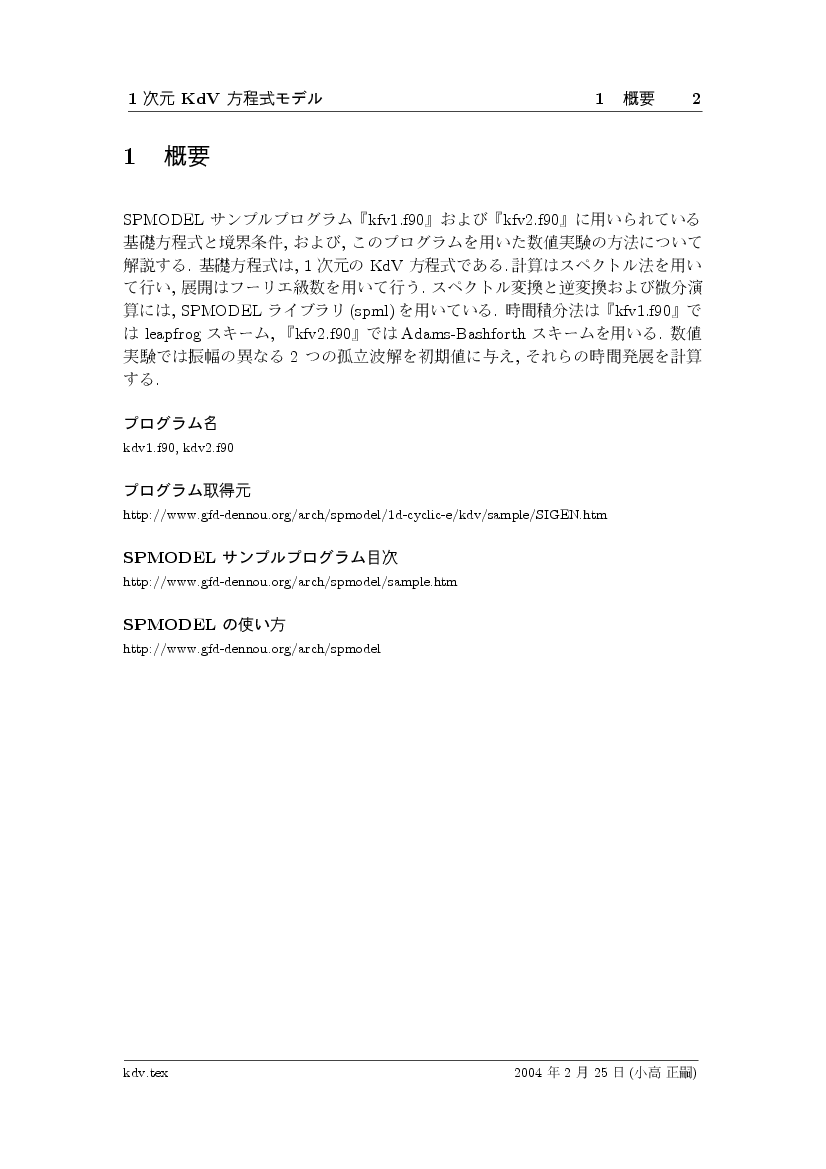 1 次元 KdV 方程式モデル 1 概要 2
1 概要
SPMODEL サンプルプログラム『kfv1.f90』および『kfv2.f90』に用いられている
基礎方程式と境界条件, および, このプログラムを用いた数値実験の方法について
解説する. 基礎方程式は, 1 次元の KdV 方程式である. 計算はスペクトル法を用い
て行い, 展開はフーリエ級数を用いて行う. スペクトル変換と逆変換および微分演
算には, SPMODEL ライブラリ (spml) を用いている. 時間積分法は『kfv1.f90』で
は leapfrog スキーム, 『kfv2.f90』では Adams-Bashforth スキームを用いる. 数値
実験では振幅の異なる 2 つの孤立波解を初期値に与え, それらの時間発展を計算
する.
プログラム名
kdv1.f90, kdv2.f90
プログラム取得元
http://www.gfd-dennou.org/arch/spmodel/1d-cyclic-e/kdv/sample/SIGEN.htm
SPMODEL サンプルプログラム目次
http://www.gfd-dennou.org/arch/spmodel/sample.htm
SPMODEL の使い方
http://www.gfd-dennou.org/arch/spmodel
kdv.tex 2004 年 2 月 25 日 (小高 正嗣)